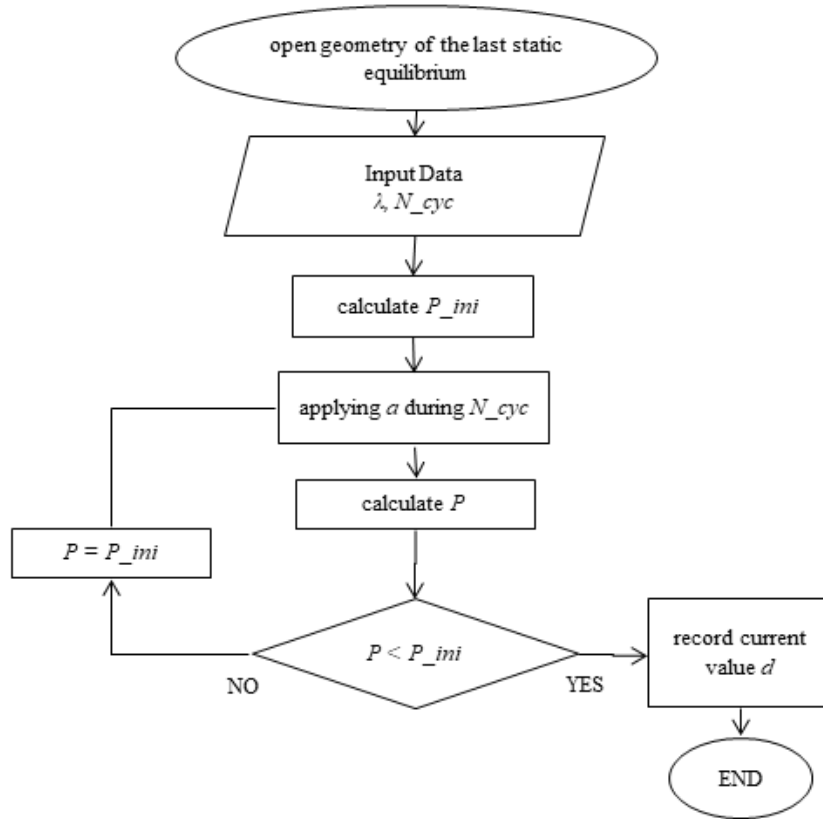 open geometry of the last static
equilibrium
Input Data
λ, N_cyc
calculate P_ini
applying a during N_cyc
calculate P
P = P_ini
P < P_ini
NO
YES
record current
value d
END